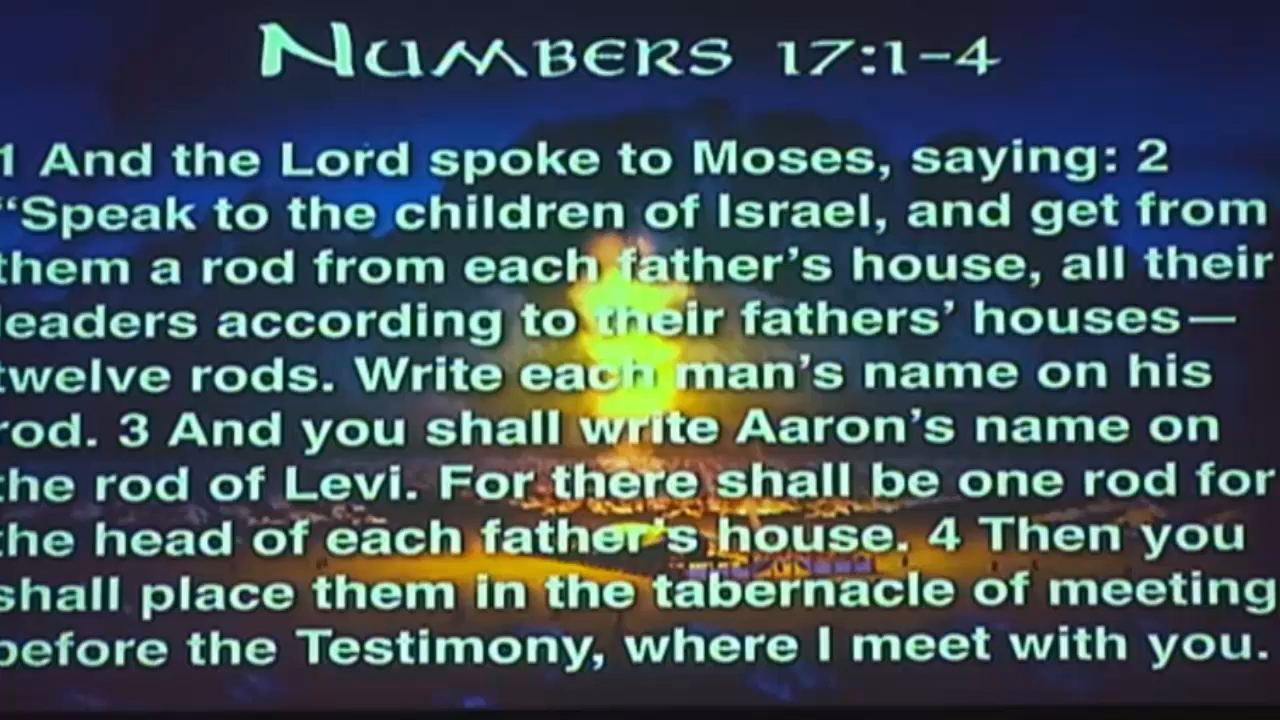 Numbers 17:1-4
1 And the Lord spoke to Moses, saying: 2
“Speak to the children of Israel, and get from
them a rod from each father’s house, all their
leaders according to their fathers’ houses—
twelve rods. Write each man’s name on his
rod. 3 And you shall write Aaron’s name on
the rod of Levi. For there shall be one rod for
the head of each father’s house. 4 Then you
shall place them in the tabernacle of meeting
before the Testimony, where I meet with you.